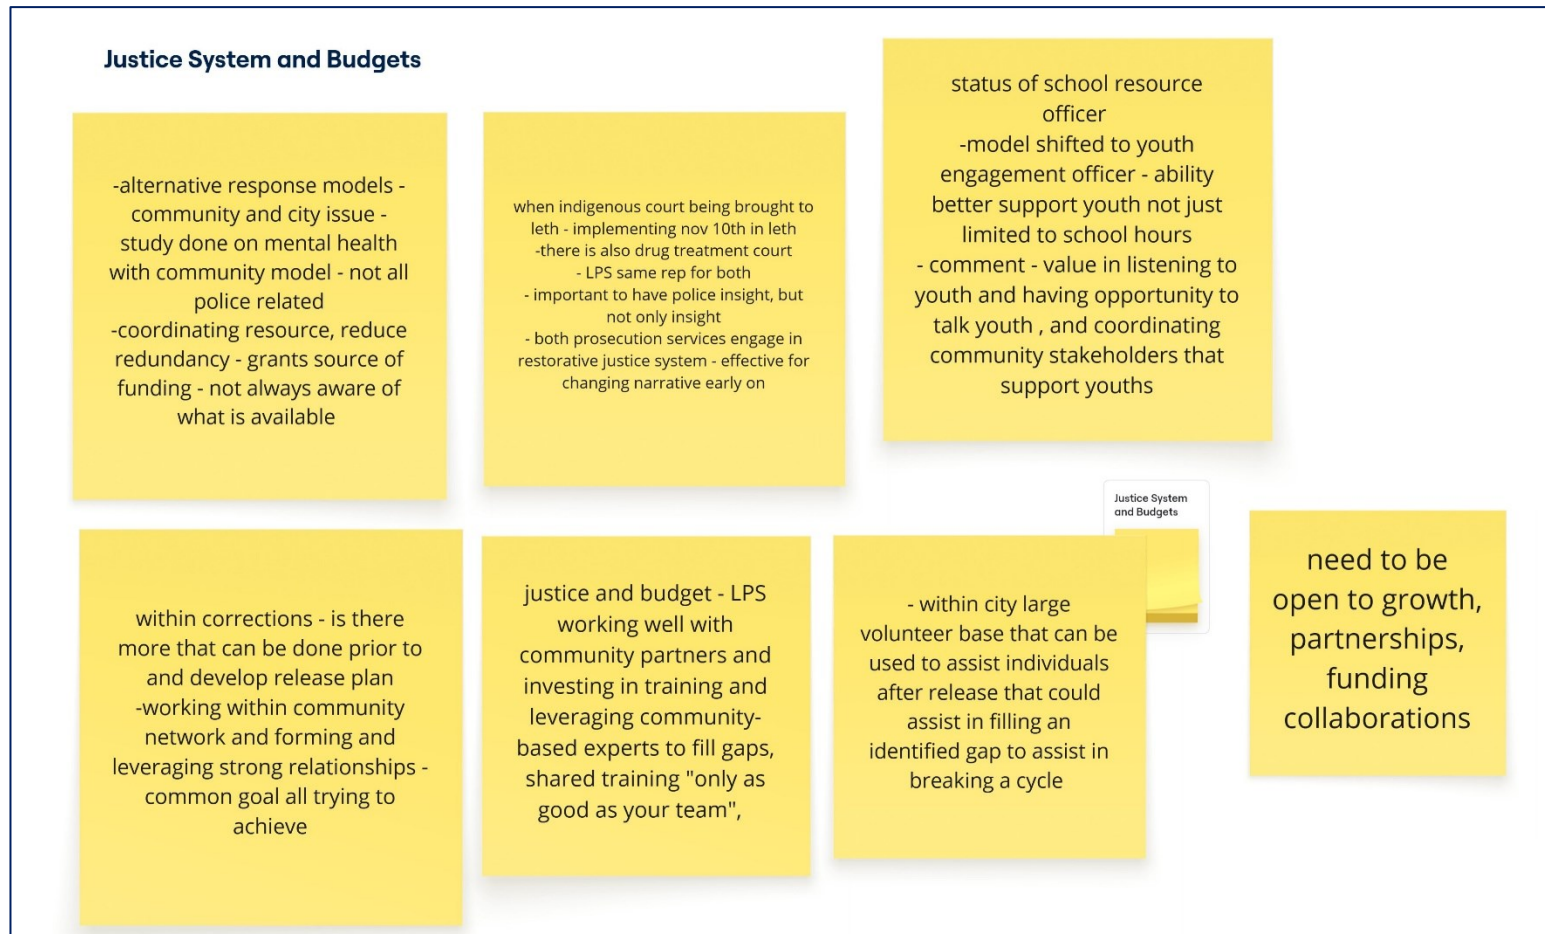 Justice System and Budgets
-alternative response models -
community and city issue -
study done on mental health
with community model - not all
police related
-coordinating resource, reduce
redundancy - grants source of
funding - not always aware of
what is available
when indigenous court being brought to
leth - implementing nov 10th in leth
-there is also drug treatment court
- LPS same rep for both
- important to have police insight, but
not only insight
- both prosecution services engage in
restorative justice system - effective for
changing narrative early on
status of school resource
officer
-model shifted to youth
engagement officer - ability
better support youth not just
limited to school hours
- comment - value in listening to
youth and having opportunity to
talk youth , and coordinating
community stakeholders that
support youths
within corrections - is there
more that can be done prior to
and develop release plan
-working within community
network and forming and
leveraging strong relationships -
common goal all trying to
achieve
justice and budget - LPS
working well with
community partners and
investing in training and
leveraging community-
based experts to fill gaps,
shared training "only as
good as your team",
- within city large
volunteer base that can be
used to assist individuals
after release that could
assist in filling an
identified gap to assist in
breaking a cycle
Justice System
and Budgets
need to be
open to growth,
partnerships,
funding
collaborations